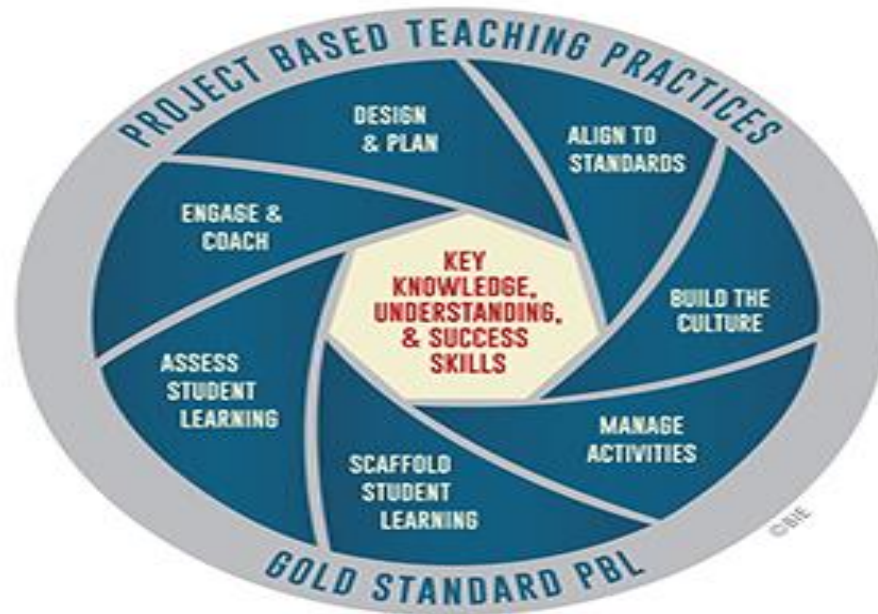 PROJECT BASED TEACHING PRACTICES
DESIGN
& PLAN
ALIGN TO
STANDARDS
BUILD THE
CULTURE
MANAGE
ACTIVITIES
SCAFFOLD
STUDENT
LEARNING
ASSESS
STUDENT
LEARNING
ENGAGE &
COACH
KEY
KNOWLEDGE,
UNDERSTANDING,
& SUCCESS
SKILLS
GOLD STANDARD PBL
©BIE